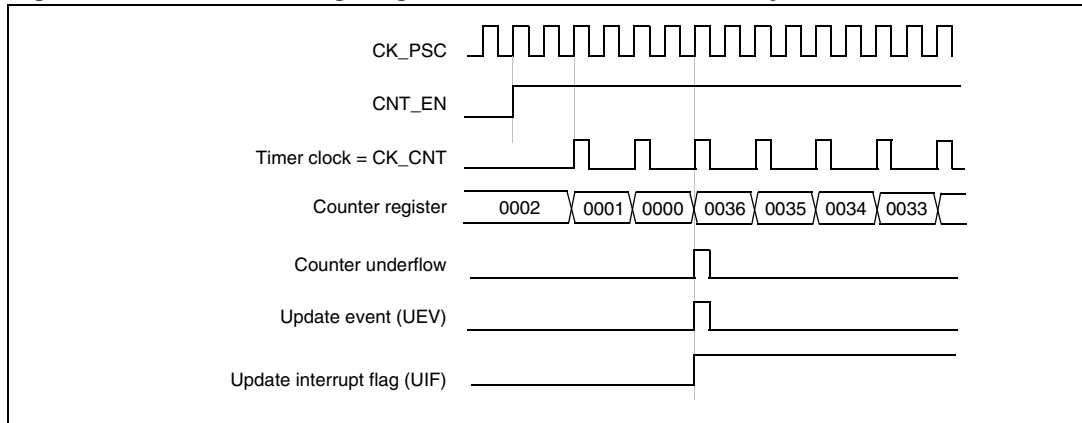 CK_PSC
CNT_EN
Timer clock = CK_CNT
Counter register 0002 0001 0000 0036 0035 0034 0033
Counter underflow
Update event (UEV)
Update interrupt flag (UIF)